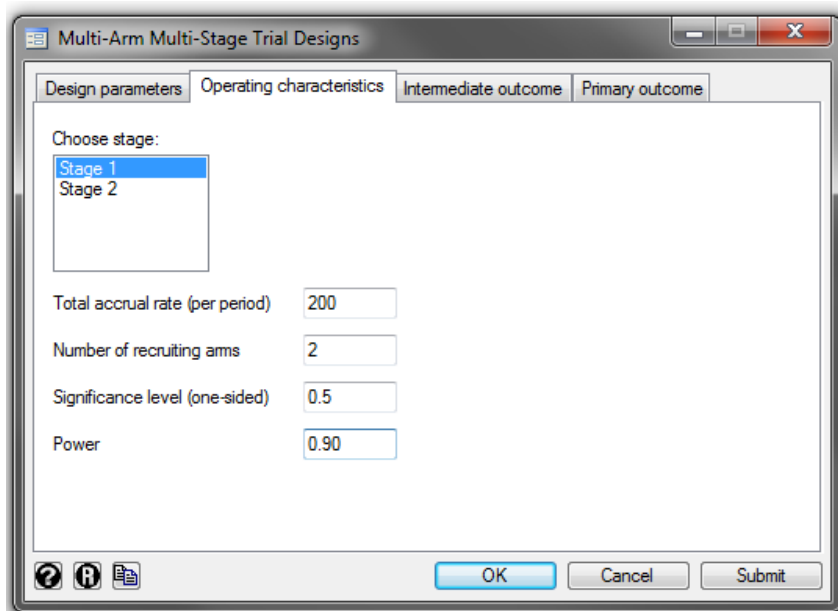 Multi-Arm Multi-Stage Trial Designs
Design parameters Operating characteristics Intermediate outcome Primary outcome
Choose stage:
Stage 1
Stage 2
Total accrual rate (per period) 200
Number of recruiting arms 2
Significance level (one-sided) 0.5
Power 0.90
? R OK Cancel Submit